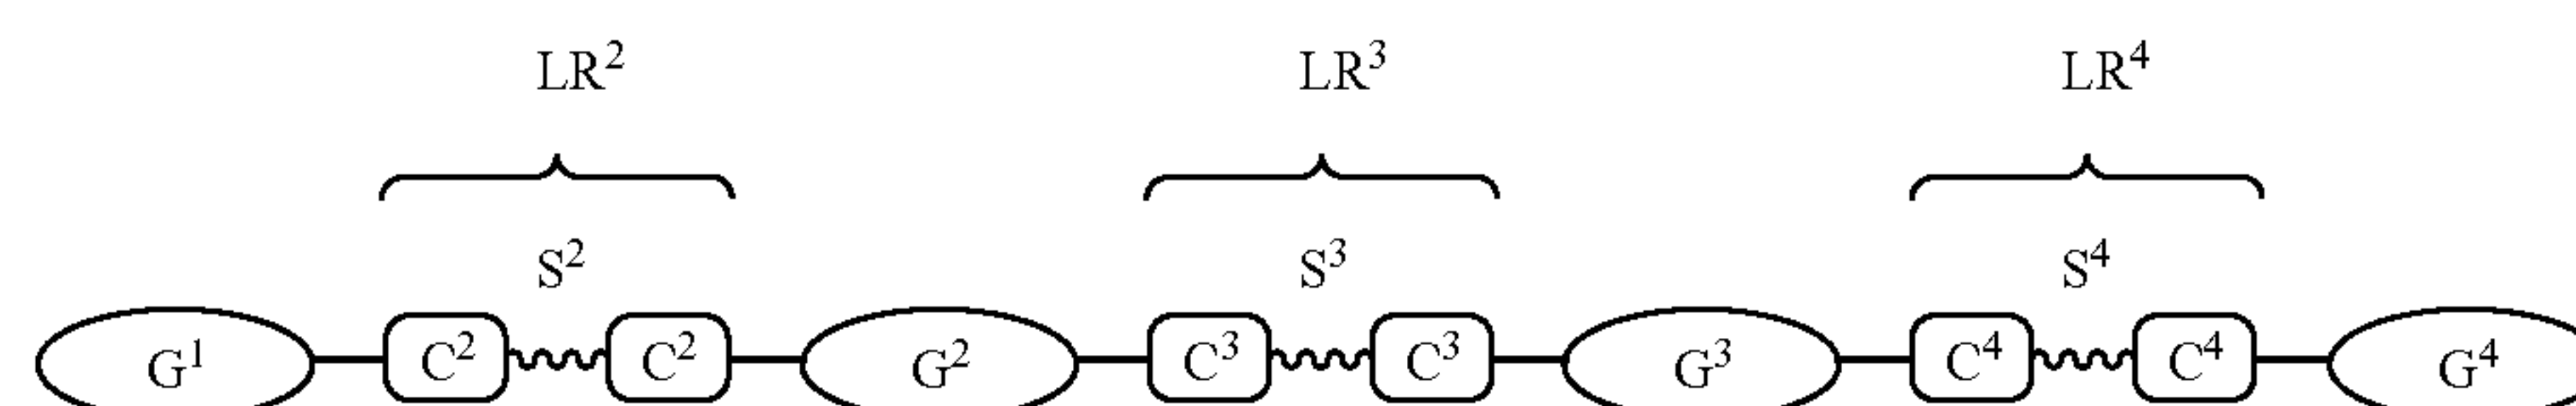 LR² LR³ LR⁴
S² S³ S⁴
G¹ C² C² G² C³ C³ G³ C⁴ C⁴ G⁴